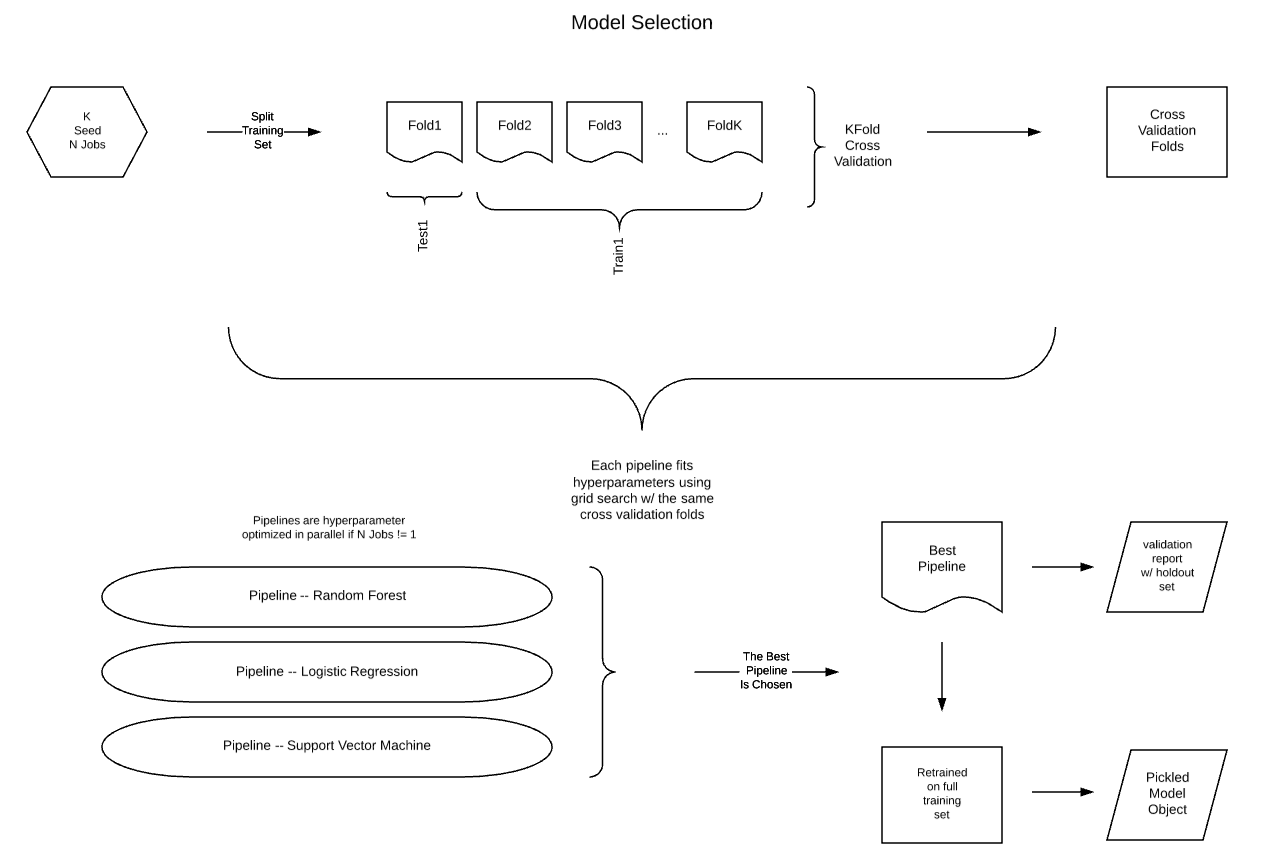 Model Selection
K
Seed
N Jobs
Split
Training
Set
Fold1
Fold2
Fold3
...
FoldK
KFold
Cross
Validation
Cross
Validation
Folds
Test1
Train1
Each pipeline fits
hyperparameters using
grid search w/ the same
cross validation folds
Pipelines are hyperparameter
optimized in parallel if N Jobs != 1
Pipeline -- Random Forest
Pipeline -- Logistic Regression
Pipeline -- Support Vector Machine
The Best
Pipeline
Is Chosen
Best
Pipeline
validation
report
w/ holdout
set
Retrained
on full
training
set
Pickled
Model
Object